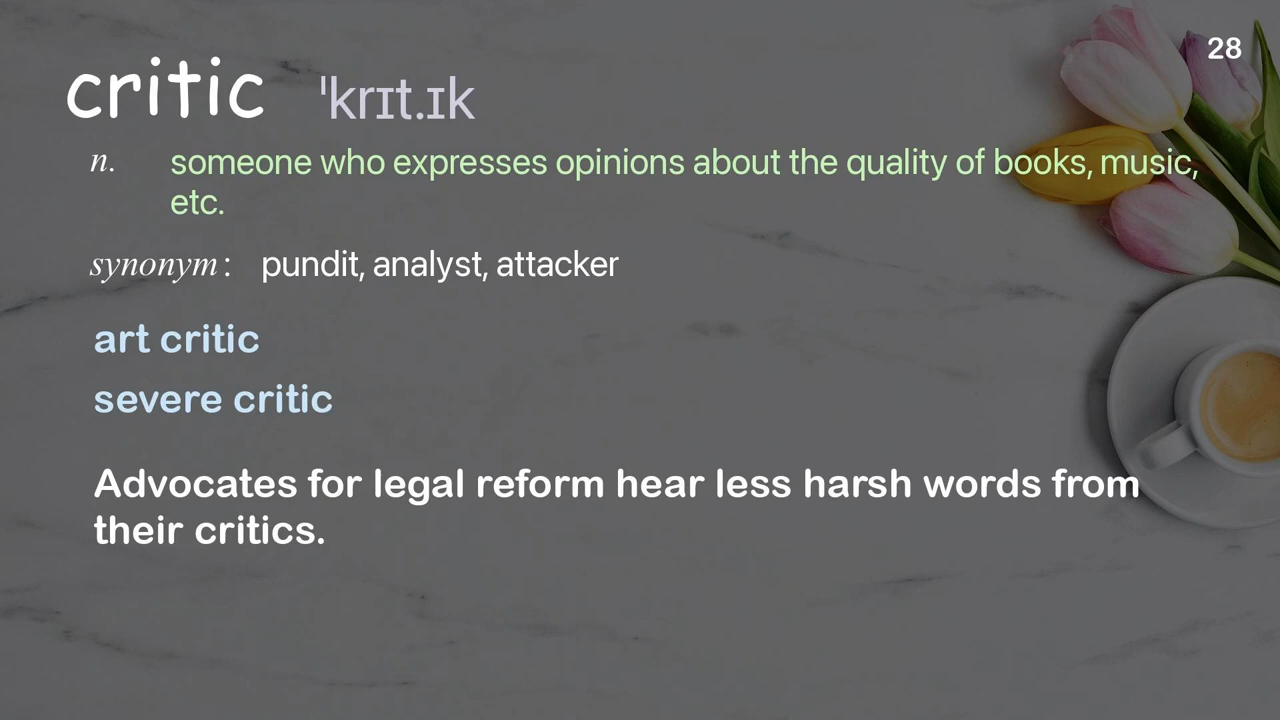 28
critic ˈkrɪt.ɪk
n. someone who expresses opinions about the quality of books, music,
etc.
synonym: pundit, analyst, attacker
art critic
severe critic
Advocates for legal reform hear less harsh words from
their critics.